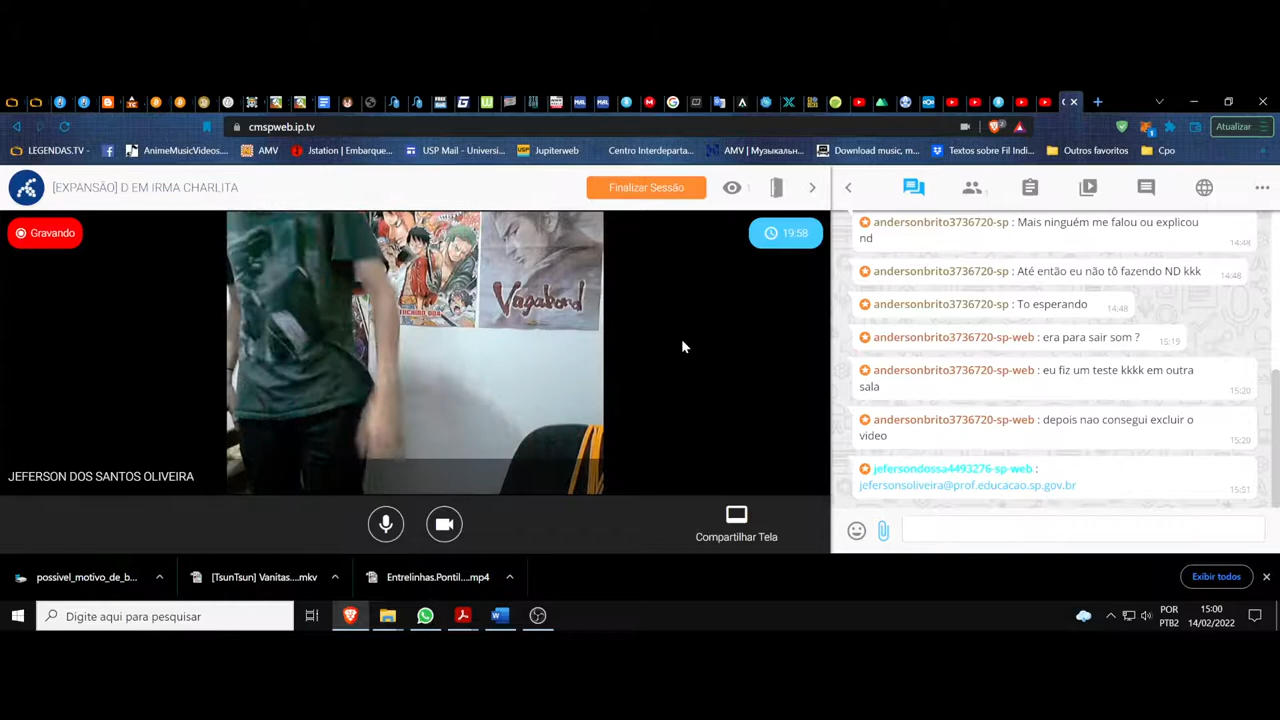 cmspweb.ip.tv
Atualizar
LEGENDAS.TV -
AnimeMusicVideos...
AMV
Jstation | Embarque...
USP Mail - Universi...
Jupiterweb
Centro Interdeparta...
AMV | Музыкальн...
Download music, m...
Textos sobre Fil Indi...
Outros favoritos
Cpo
[EXPANSÃO] D EM IRMA CHARLITA
Finalizar Sessão
1
1
Gravando
19:58
Vagabond
JEFERSON DOS SANTOS OLIVEIRA
Compartilhar Tela
andersonbrito3736720-sp : Mais ninguém me falou ou explicou
nd
14:48
andersonbrito3736720-sp : Até então eu não tô fazendo ND kkk
14:48
andersonbrito3736720-sp : To esperando
14:48
andersonbrito3736720-sp-web : era para sair som ?
15:19
andersonbrito3736720-sp-web : eu fiz um teste kkkk em outra
sala
15:20
andersonbrito3736720-sp-web : depois nao consegui excluir o
video
15:20
jefersondossa4493276-sp-web :
jefersonsoliveira@prof.educacao.sp.gov.br
15:51
possivel_motivo_de_b...
[TsunTsun] Vanitas....mkv
Entrelinhas.Pontil....mp4
Exibir todos
Digite aqui para pesquisar
POR
PTB2
15:00
14/02/2022